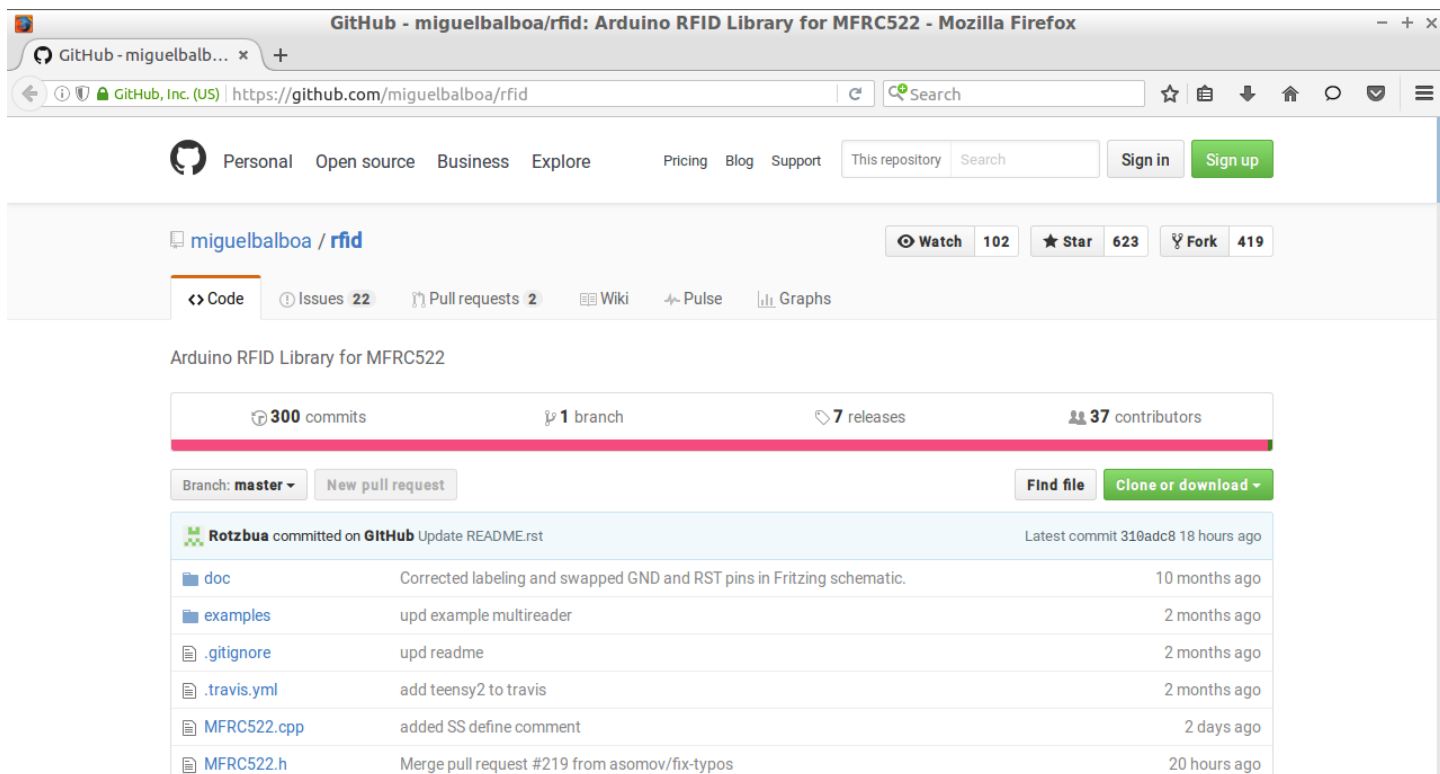 GitHub - miguelbalboa/rfid: Arduino RFID Library for MFRC522 - Mozilla Firefox
GitHub - miguelbalb...
GitHub, Inc. (US) https://github.com/miguelbalboa/rfid Search
Personal Open source Business Explore Pricing Blog Support This repository Search Sign in Sign up
miguelbalboa / rfid Watch 102 Star 623 Fork 419
Code Issues 22 Pull requests 2 Wiki Pulse Graphs
Arduino RFID Library for MFRC522
300 commits 1 branch 7 releases 37 contributors
Branch: master New pull request Find file Clone or download
Rotzbua committed on GitHub Update README.rst Latest commit 310adc8 18 hours ago
doc Corrected labeling and swapped GND and RST pins in Fritzing schematic. 10 months ago
examples upd example multireader 2 months ago
.gitignore upd readme 2 months ago
.travis.yml add teensy2 to travis 2 months ago
MFRC522.cpp added SS define comment 2 days ago
MFRC522.h Merge pull request #219 from asomov/fix-typos 20 hours ago